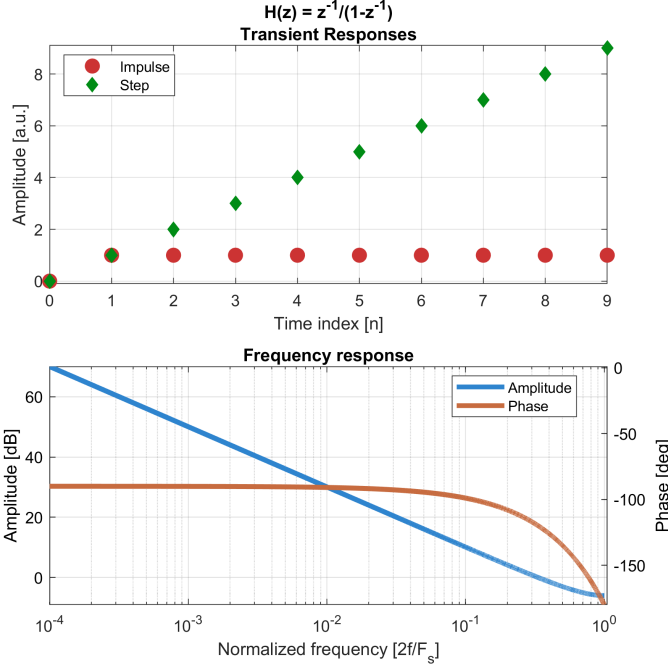 H(z) = z⁻¹/(1-z⁻¹)
Transient Responses
Amplitude [a.u.]
8
6
4
2
0
Impulse
Step
0 1 2 3 4 5 6 7 8 9
Time index [n]
Frequency response
Amplitude [dB]
60
40
20
0
Amplitude
Phase
0
-50
-100
-150
Phase [deg]
10⁻⁴ 10⁻³ 10⁻² 10⁻¹ 10⁰
Normalized frequency [2f/Fₛ]